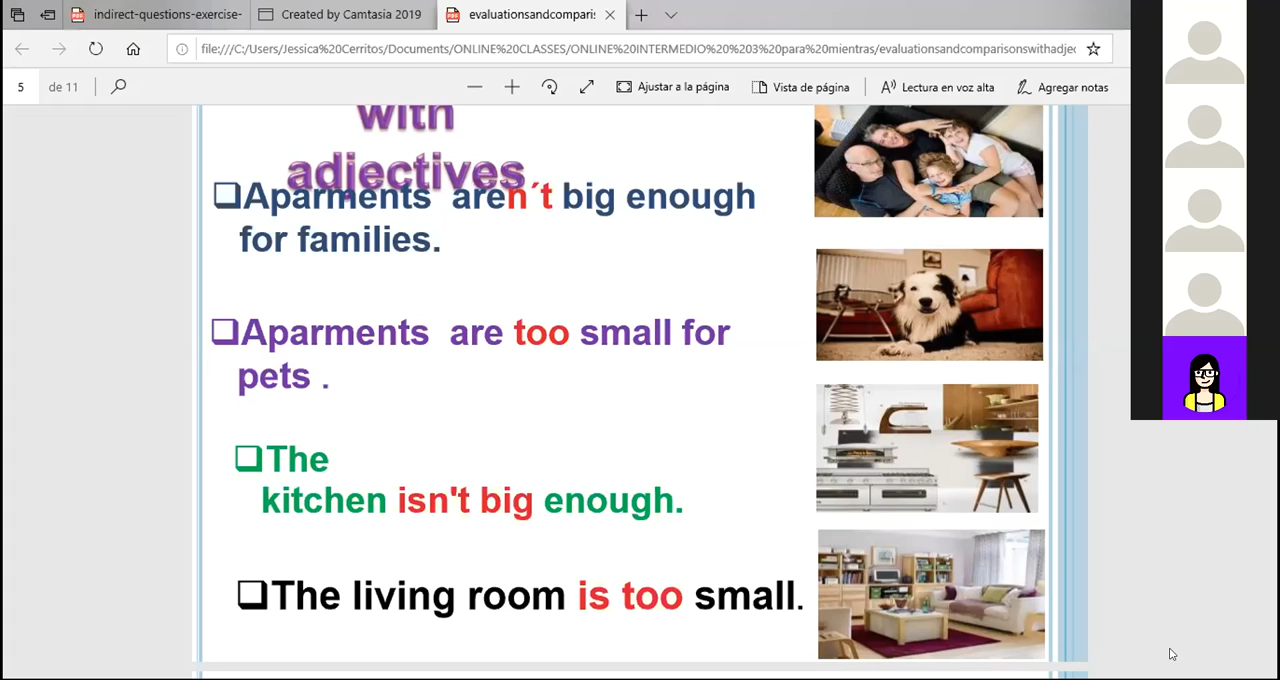 indirect-questions-exercise-
Created by Camtasia 2019
evaluationsandcomparis
file:///C:/Users/Jessica%20Cerritos/Documents/ONLINE%20CLASSES/ONLINE%20INTERMEDIO%20%203%20para%20mientras/evaluationsandcomparisonswithadjec
5
de 11
Ajustar a la página
Vista de página
Lectura en voz alta
Agregar notas
with
adjectives
Aparments aren´t big enough
for families.
Aparments are too small for
pets .
The
kitchen isn't big enough.
The living room is too small.